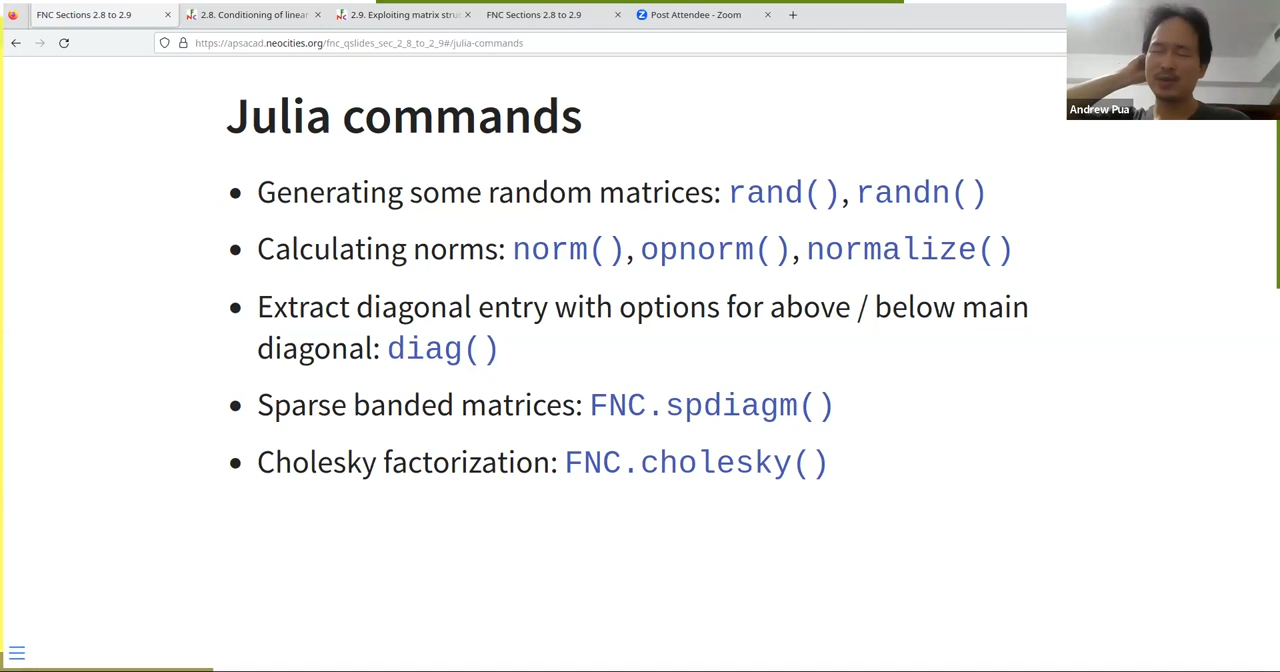 FNC Sections 2.8 to 2.9
2.8. Conditioning of linear
2.9. Exploiting matrix stru
FNC Sections 2.8 to 2.9
Post Attendee - Zoom
https://apsacad.neocities.org/fnc_qslides_sec_2_8_to_2_9#/julia-commands
Andrew Pua
Julia commands
• Generating some random matrices: rand(), randn()
• Calculating norms: norm(), opnorm(), normalize()
• Extract diagonal entry with options for above / below main
diagonal: diag()
• Sparse banded matrices: FNC.spdiagm()
• Cholesky factorization: FNC.cholesky()